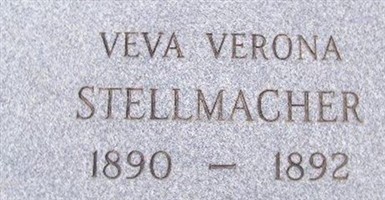 VEVA VERONA
STELLMACHER
1890 — 1892